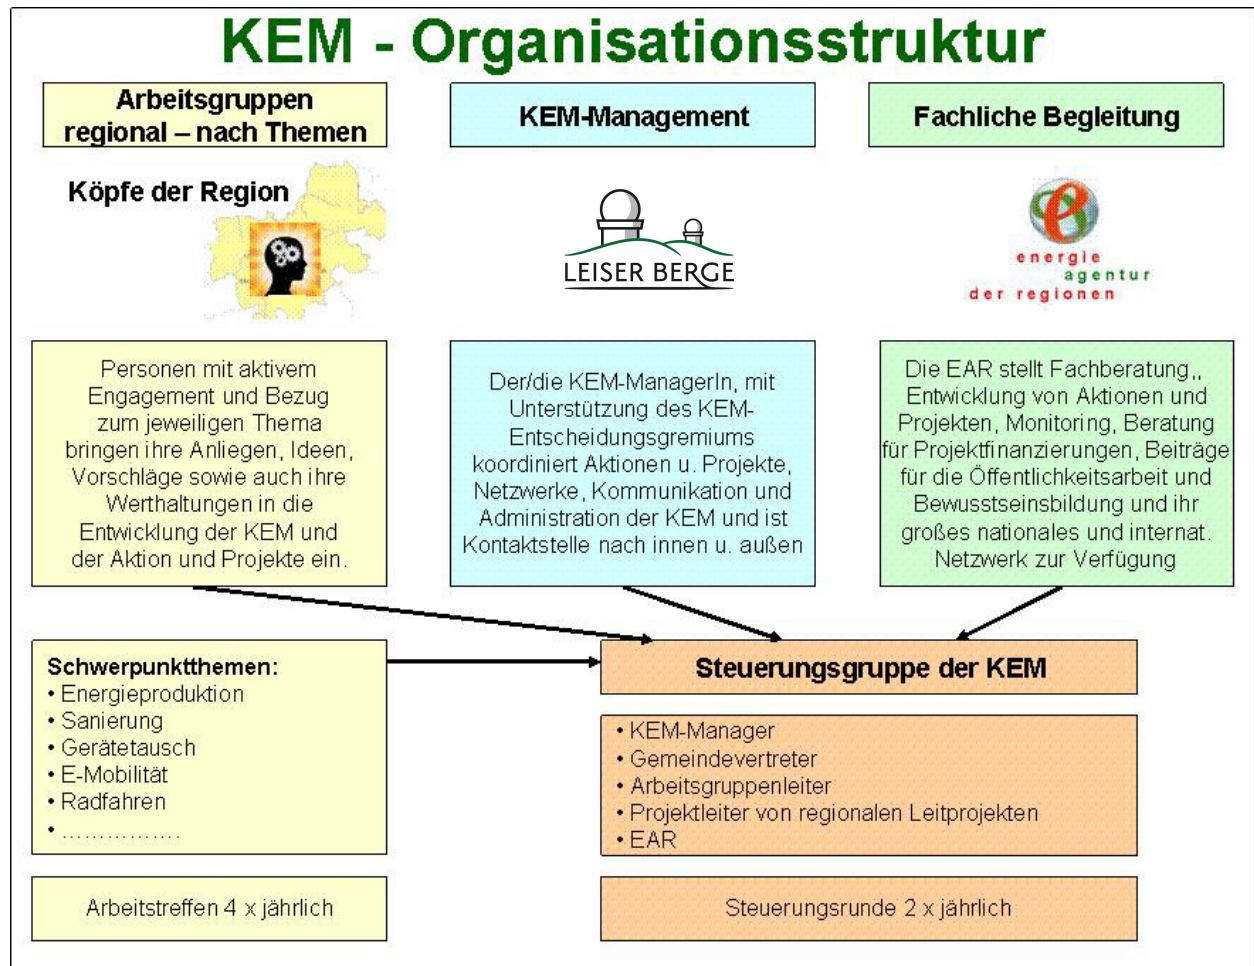 KEM - Organisationsstruktur
Arbeitsgruppen
regional – nach Themen
KEM-Management
Fachliche Begleitung
Köpfe der Region
LEISER BERGE
energie
agentur
der regionen
Personen mit aktivem
Engagement und Bezug
zum jeweiligen Thema
bringen ihre Anliegen, Ideen,
Vorschläge sowie auch ihre
Werthaltungen in die
Entwicklung der KEM und
der Aktion und Projekte ein.
Der/die KEM-ManagerIn, mit
Unterstützung des KEM-
Entscheidungsgremiums
koordiniert Aktionen u. Projekte,
Netzwerke, Kommunikation und
Administration der KEM und ist
Kontaktstelle nach innen u. außen
Die EAR stellt Fachberatung,,
Entwicklung von Aktionen und
Projekten, Monitoring, Beratung
für Projektfinanzierungen, Beiträge
für die Öffentlichkeitsarbeit und
Bewusstseinsbildung und ihr
großes nationales und internat.
Netzwerk zur Verfügung
Schwerpunktthemen:
• Energieproduktion
• Sanierung
• Gerätetausch
• E-Mobilität
• Radfahren
• …………….
Steuerungsgruppe der KEM
• KEM-Manager
• Gemeindevertreter
• Arbeitsgruppenleiter
• Projektleiter von regionalen Leitprojekten
• EAR
Arbeitstreffen 4 x jährlich
Steuerungsrunde 2 x jährlich